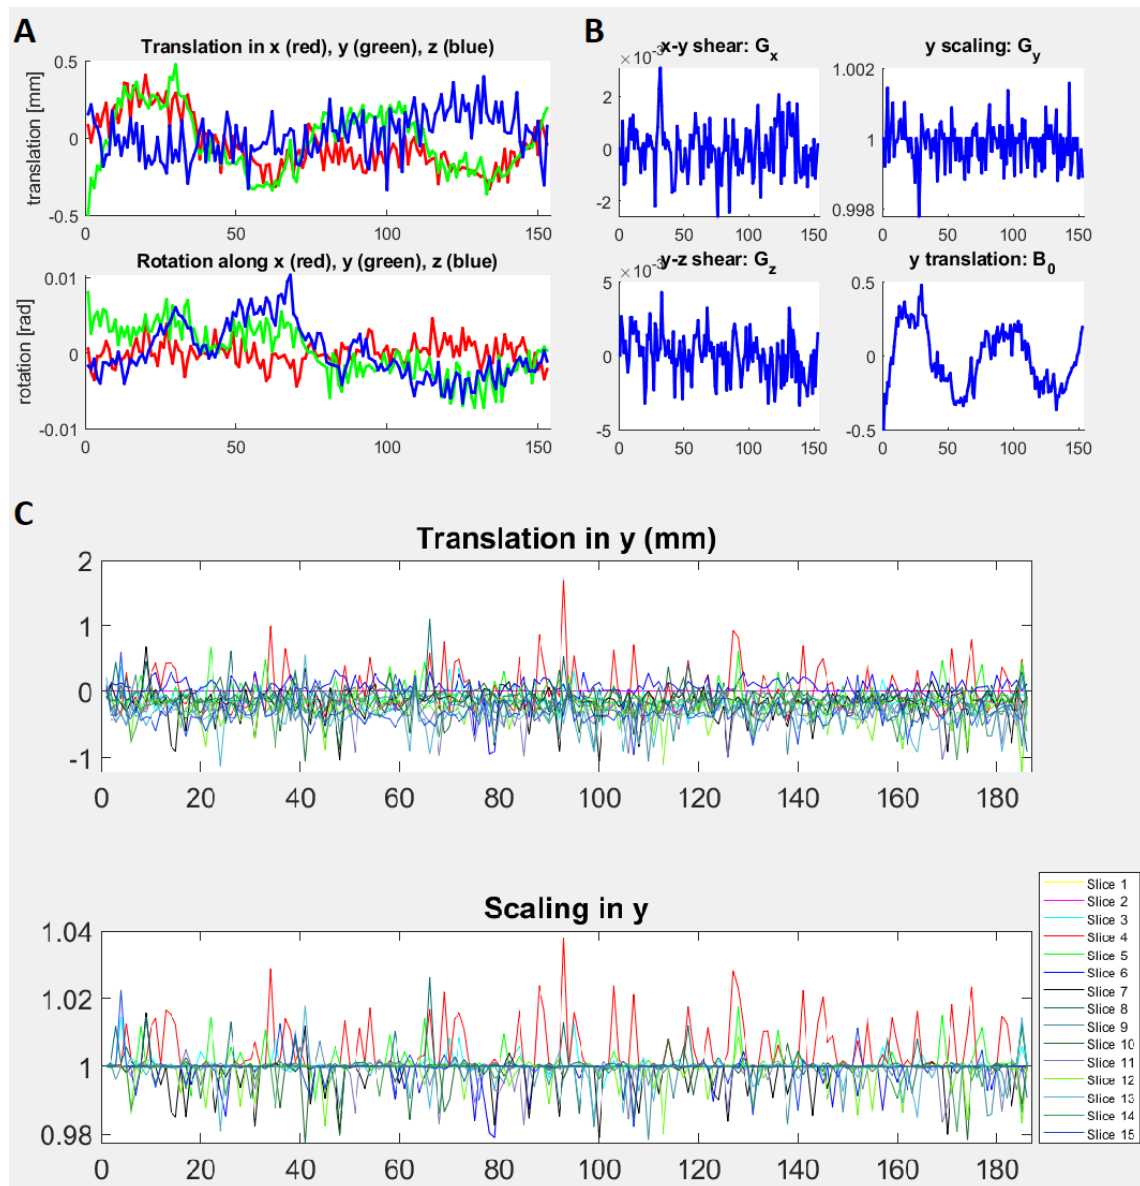 A
Translation in x (red), y (green), z (blue)
translation [mm]
0.5
0
-0.5
0
50
100
150
Rotation along x (red), y (green), z (blue)
rotation [rad]
0.01
0
-0.01
0
50
100
150
B
×10⁻³
x-y shear: Gₓ
2
0
-2
0
50
100
150
y scaling: G_y
1.002
1
0.998
0
50
100
150
×10⁻³
y-z shear: G_z
5
0
-5
0
50
100
150
y translation: B₀
0.5
0
-0.5
0
50
100
150
C
Translation in y (mm)
2
1
0
-1
0
20
40
60
80
100
120
140
160
180
Scaling in y
1.04
1.02
1
0.98
0
20
40
60
80
100
120
140
160
180
Slice 1
Slice 2
Slice 3
Slice 4
Slice 5
Slice 6
Slice 7
Slice 8
Slice 9
Slice 10
Slice 11
Slice 12
Slice 13
Slice 14
Slice 15